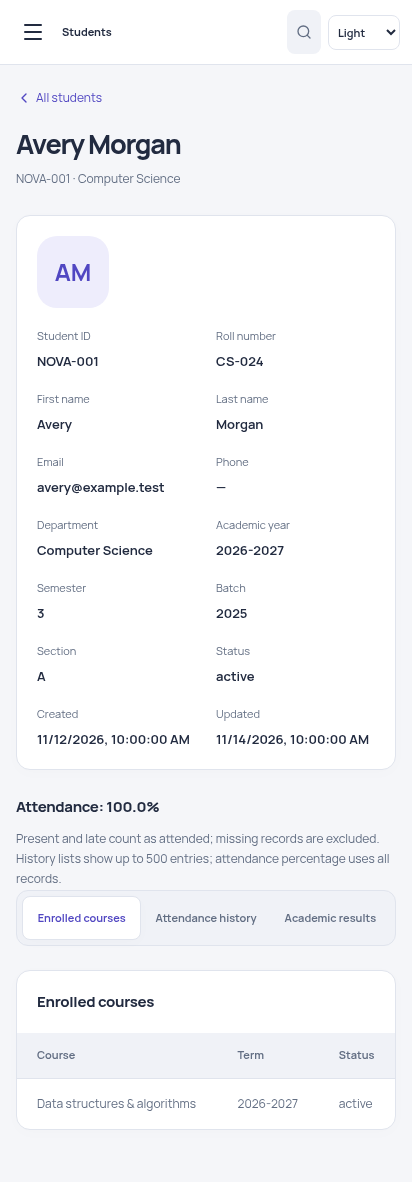 Students
Light
All students
Avery Morgan
NOVA-001 · Computer Science
AM
Student ID Roll number
NOVA-001 CS-024
First name Last name
Avery Morgan
Email Phone
avery@example.test —
Department Academic year
Computer Science 2026-2027
Semester Batch
3 2025
Section Status
A active
Created Updated
11/12/2026, 10:00:00 AM 11/14/2026, 10:00:00 AM
Attendance: 100.0%
Present and late count as attended; missing records are excluded.
History lists show up to 500 entries; attendance percentage uses all
records.
Enrolled courses Attendance history Academic results
Enrolled courses
Course Term Status
Data structures & algorithms 2026-2027 active